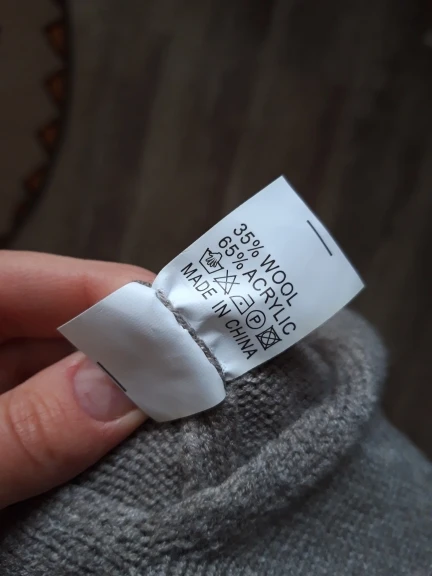 35% WOOL
65% ACRYLIC
P
MADE IN CHINA